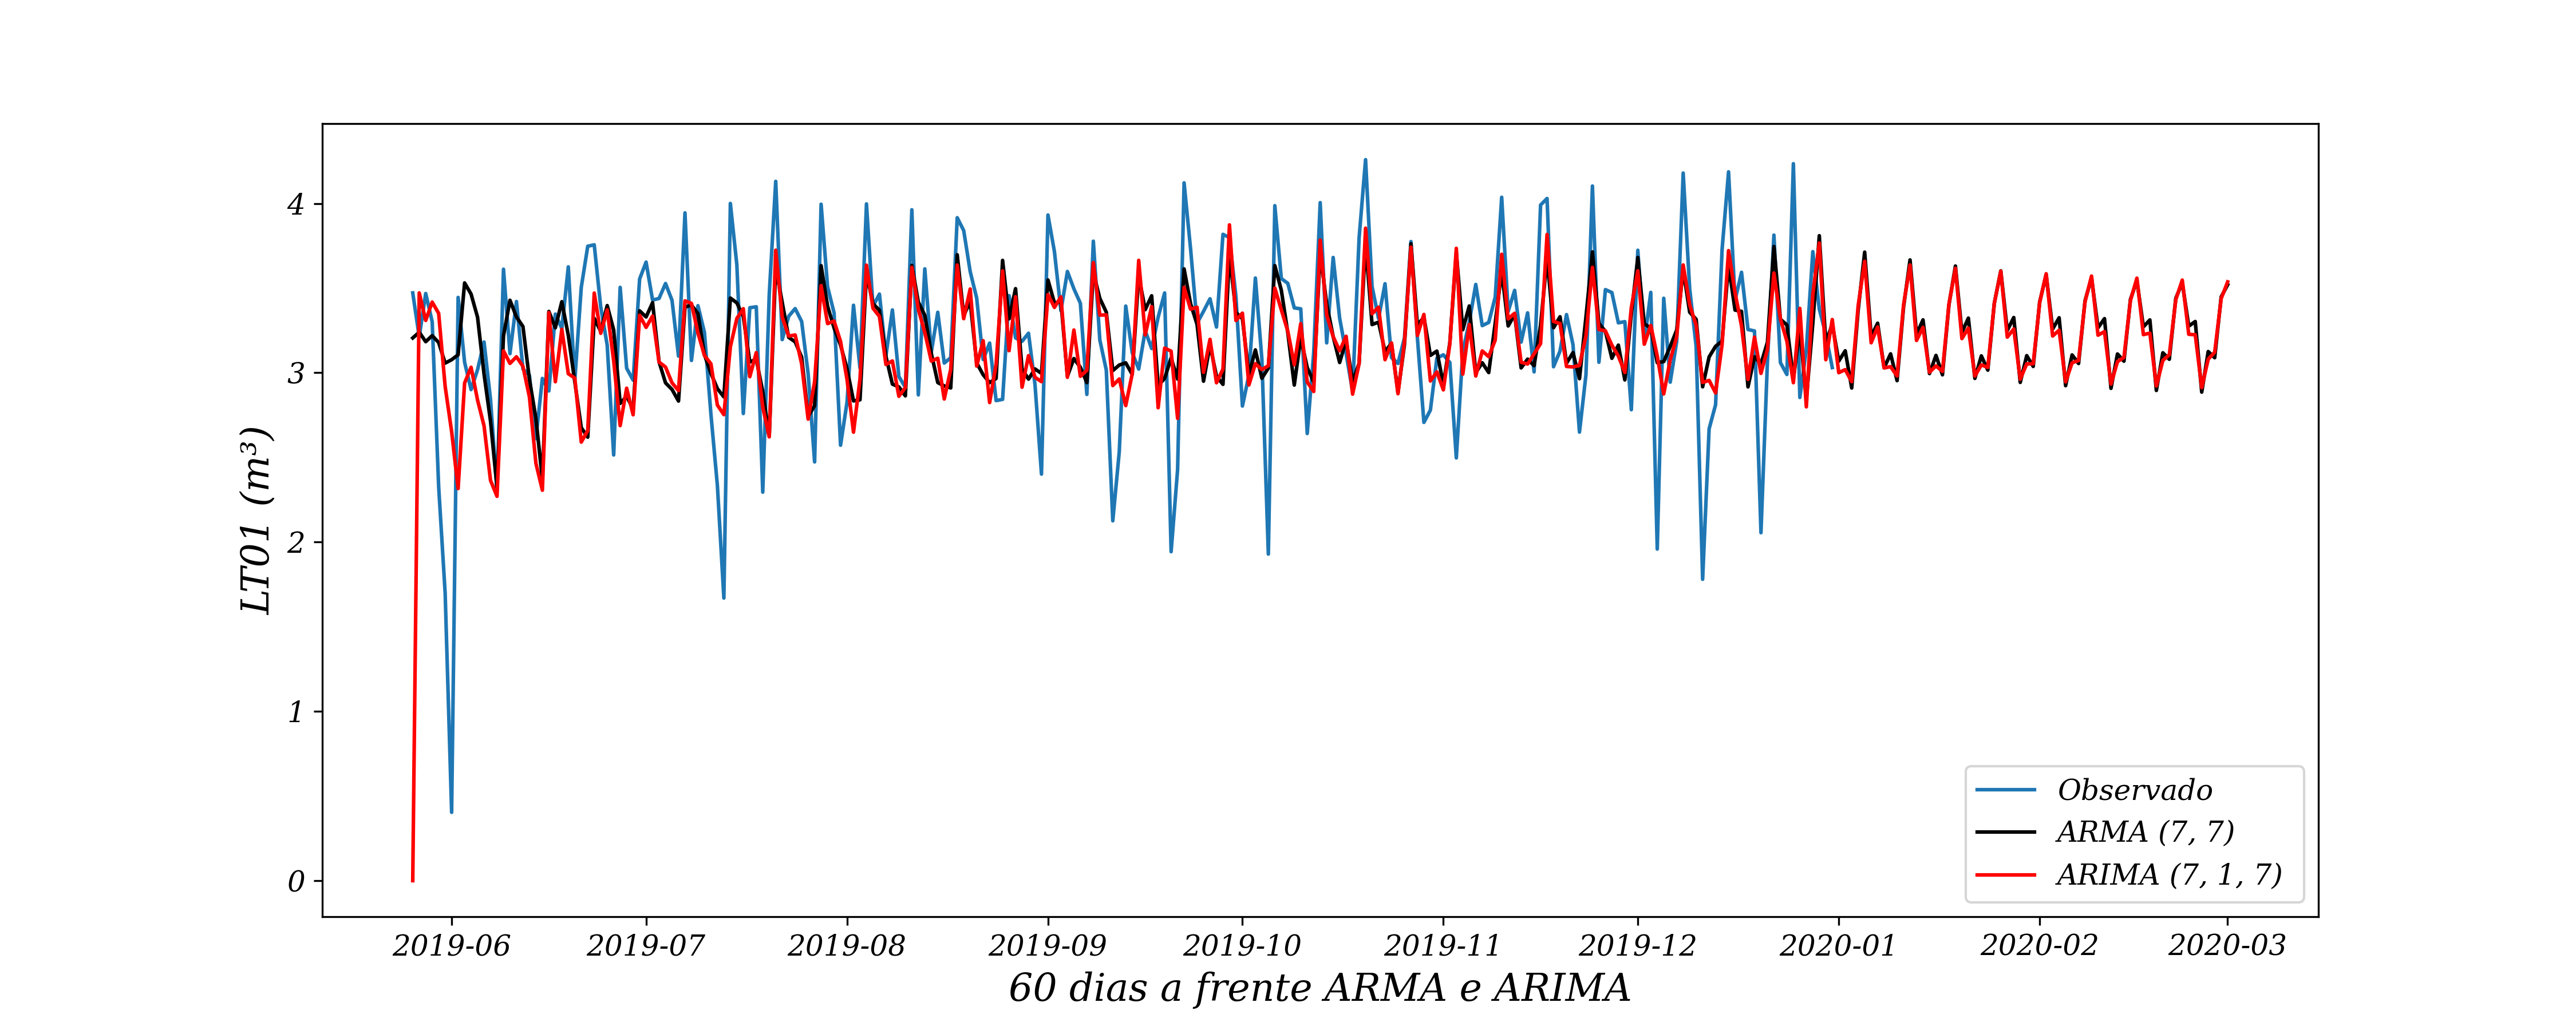 LT01 (m³)
4
3
2
1
0
2019-06 2019-07 2019-08 2019-09 2019-10 2019-11 2019-12 2020-01 2020-02 2020-03
60 dias a frente ARMA e ARIMA
Observado
ARMA (7, 7)
ARIMA (7, 1, 7)